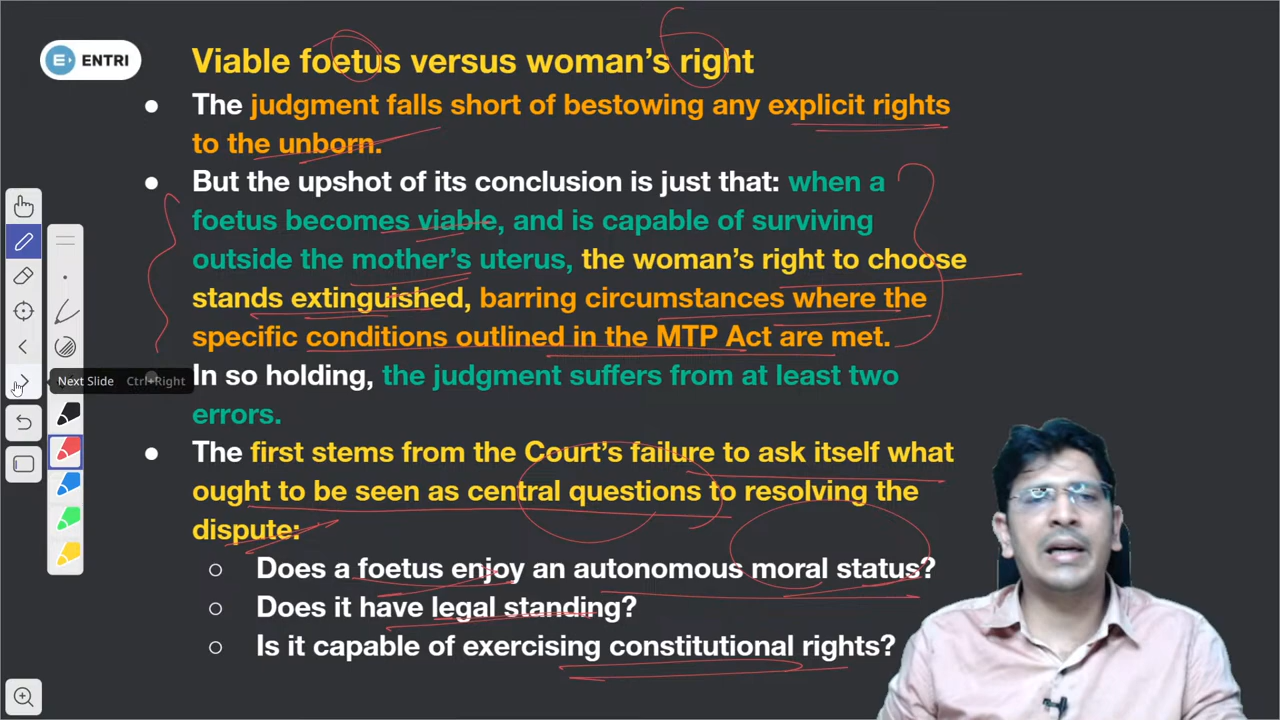 ENTRI
Viable foetus versus woman's right
● The judgment falls short of bestowing any explicit rights
to the unborn.
● But the upshot of its conclusion is just that: when a
foetus becomes viable, and is capable of surviving
outside the mother's uterus, the woman's right to choose
stands extinguished, barring circumstances where the
specific conditions outlined in the MTP Act are met.
Next Slide Ctrl+Right
In so holding, the judgment suffers from at least two
errors.
● The first stems from the Court's failure to ask itself what
ought to be seen as central questions to resolving the
dispute:
○ Does a foetus enjoy an autonomous moral status?
○ Does it have legal standing?
○ Is it capable of exercising constitutional rights?